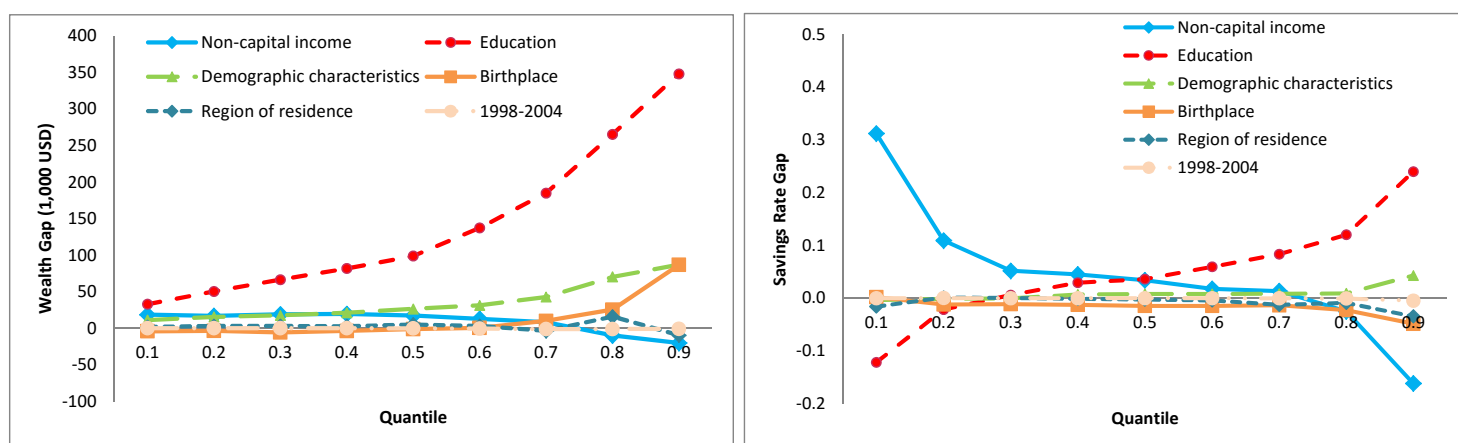 400
350
300
250
200
150
100
50
0
-50
-100
Wealth Gap (1,000 USD)
Non-capital income
Education
Demographic characteristics
Birthplace
Region of residence
1998-2004
0.1 0.2 0.3 0.4 0.5 0.6 0.7 0.8 0.9
Quantile
0.5
0.4
0.3
0.2
0.1
0.0
-0.1
-0.2
Savings Rate Gap
Non-capital income
Education
Demographic characteristics
Birthplace
Region of residence
1998-2004
0.1 0.2 0.3 0.4 0.5 0.6 0.7 0.8 0.9
Quantile